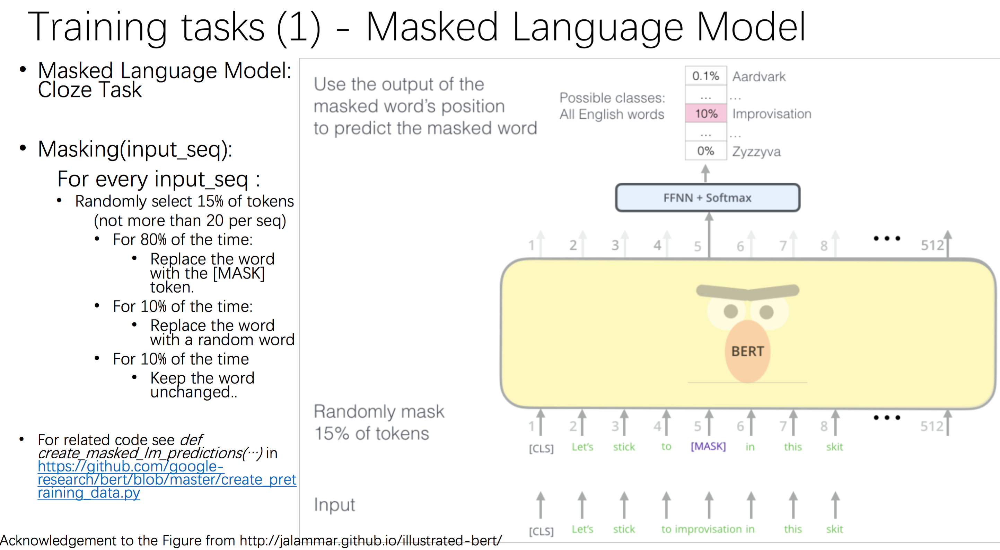 Training tasks (1) - Masked Language Model
• Masked Language Model:
Cloze Task
• Masking(input_seq):
For every input_seq :
• Randomly select 15% of tokens
(not more than 20 per seq)
• For 80% of the time:
• Replace the word
with the [MASK]
token.
• For 10% of the time:
• Replace the word
with a random word
• For 10% of the time
• Keep the word
unchanged..
• For related code see def
create_masked_lm_predictions(…) in
https://github.com/google-
research/bert/blob/master/create_pret
raining_data.py
Use the output of the
masked word’s position
to predict the masked word
Possible classes:
All English words
0.1% Aardvark
... ...
10% Improvisation
... ...
0% Zyzzyva
FFNN + Softmax
1 2 3 4 5 6 7 8 ••• 512
BERT
Randomly mask
15% of tokens
1 2 3 4 5 6 7 8 ••• 512
[CLS] Let’s stick to [MASK] in this skit
Input
[CLS] Let’s stick to improvisation in this skit
Acknowledgement to the Figure from http://jalammar.github.io/illustrated-bert/